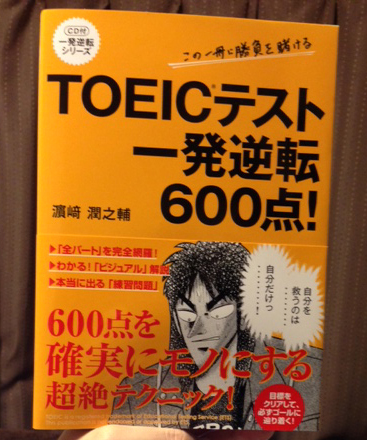 CD付
一発逆転
シリーズ
この一冊に勝負を賭ける
TOEIC®テスト
一発逆転
600点!
濵﨑 潤之輔
▶「全パート」を完全網羅!
▶わかる!「ビジュアル」解説
▶本当に出る「練習問題」
自分を
救うのは
………
自分だけっ
………!
600点を
確実にモノにする
超絶テクニック!
目標を
クリアして、
必ずゴールに
辿り着く!